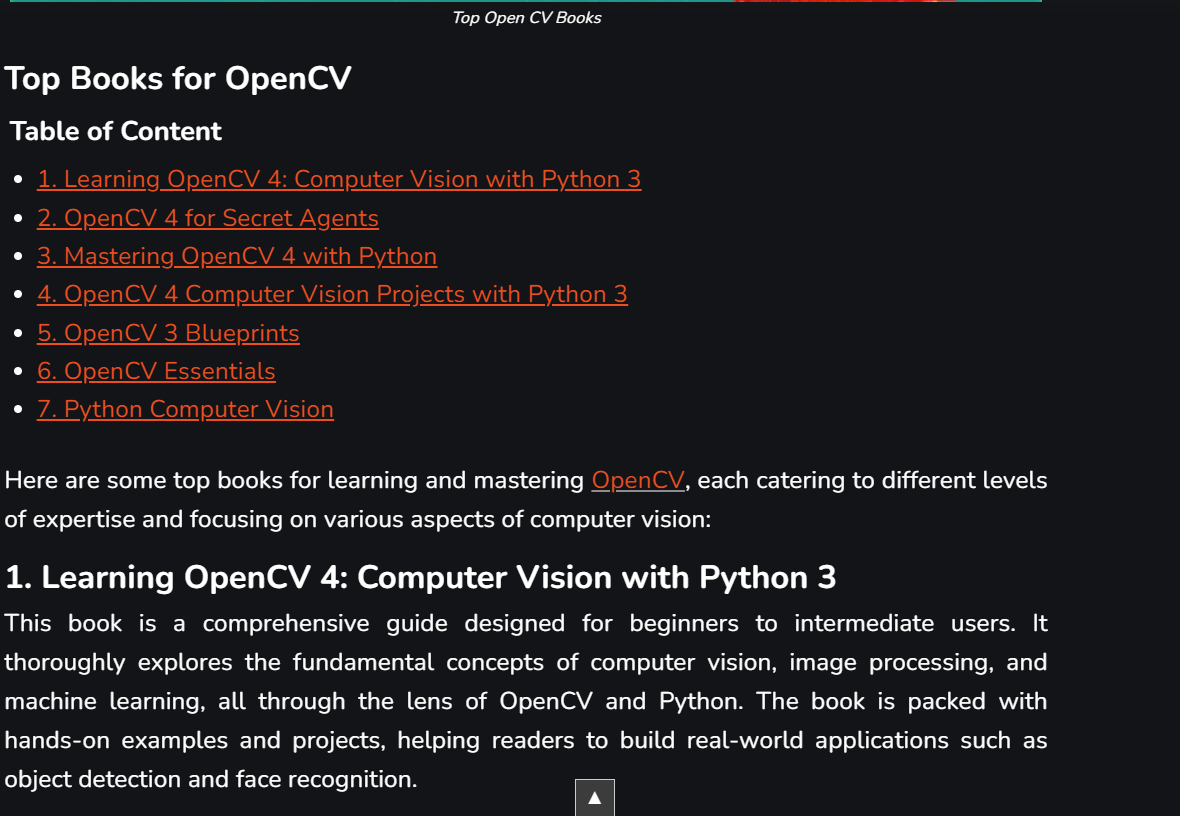 Top Open CV Books
Top Books for OpenCV
Table of Content
1. Learning OpenCV 4: Computer Vision with Python 3
2. OpenCV 4 for Secret Agents
3. Mastering OpenCV 4 with Python
4. OpenCV 4 Computer Vision Projects with Python 3
5. OpenCV 3 Blueprints
6. OpenCV Essentials
7. Python Computer Vision
Here are some top books for learning and mastering OpenCV, each catering to different levels
of expertise and focusing on various aspects of computer vision:
1. Learning OpenCV 4: Computer Vision with Python 3
This book is a comprehensive guide designed for beginners to intermediate users. It
thoroughly explores the fundamental concepts of computer vision, image processing, and
machine learning, all through the lens of OpenCV and Python. The book is packed with
hands-on examples and projects, helping readers to build real-world applications such as
object detection and face recognition.